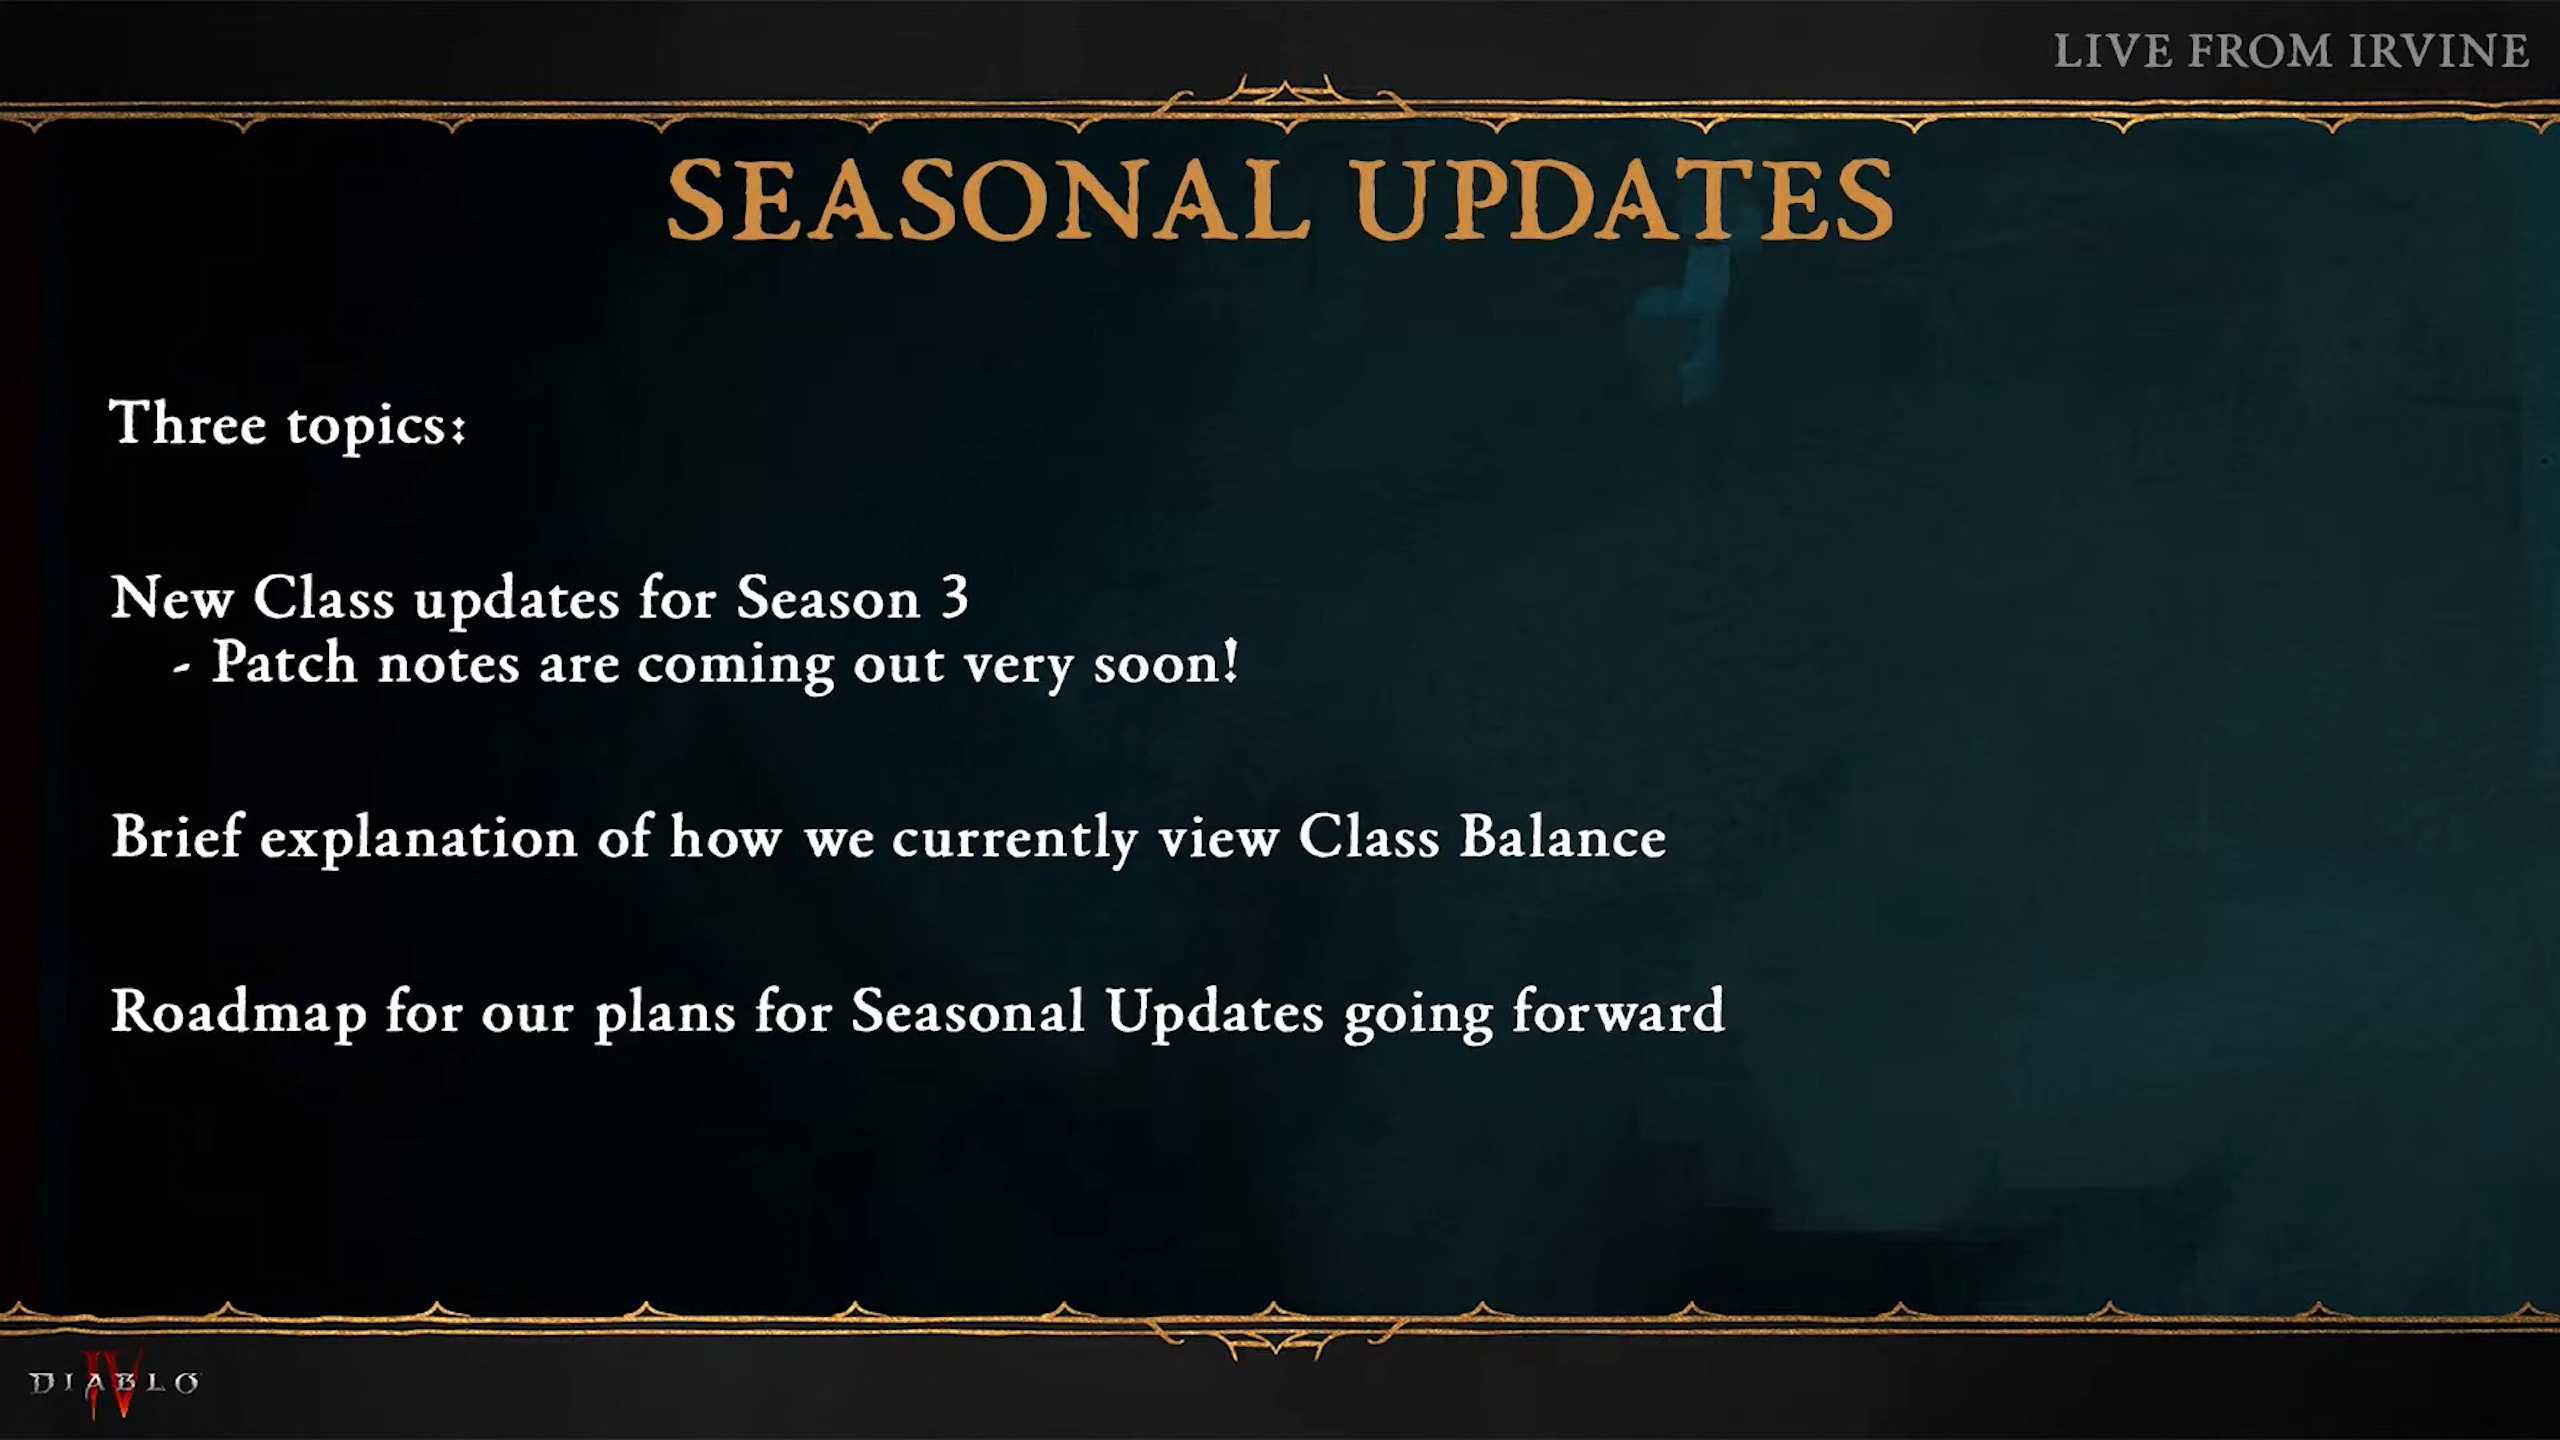 LIVE FROM IRVINE
SEASONAL UPDATES
Three topics:
New Class updates for Season 3
- Patch notes are coming out very soon!
Brief explanation of how we currently view Class Balance
Roadmap for our plans for Seasonal Updates going forward
DIABLO
IV